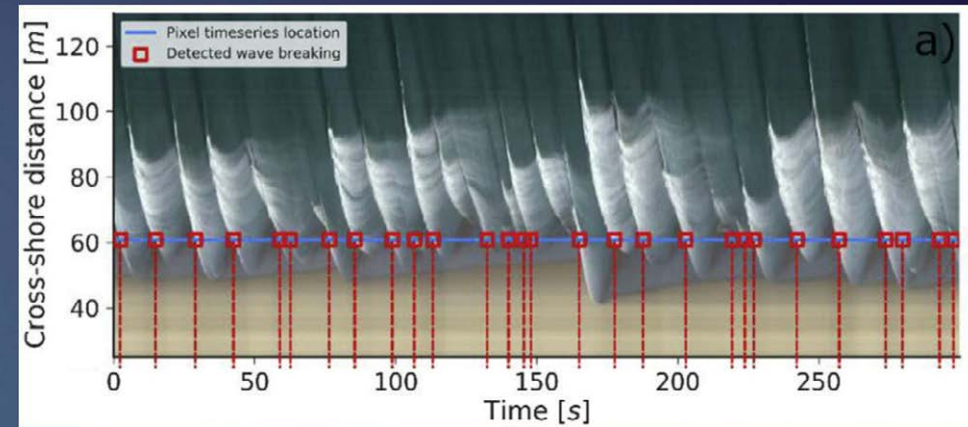 Pixel timeseries location
Detected wave breaking
a)
Cross-shore distance [m]
120
100
80
60
40
0 50 100 150 200 250
Time [s]